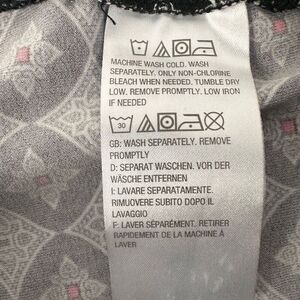 MACHINE WASH COLD. WASH
SEPARATELY. ONLY NON-CHLORINE
BLEACH WHEN NEEDED. TUMBLE DRY
LOW. REMOVE PROMPTLY. LOW IRON
IF NEEDED
30
GB: WASH SEPARATELY. REMOVE
PROMPTLY
D: SEPARAT WASCHEN. VOR DER
WÄSCHE ENTFERNEN
I: LAVARE SEPARATAMENTE.
RIMUOVERE SUBITO DOPO IL
LAVAGGIO
F: LAVER SÉPARÉMENT. RETIRER
RAPIDEMENT DE LA MACHINE À
LAVER